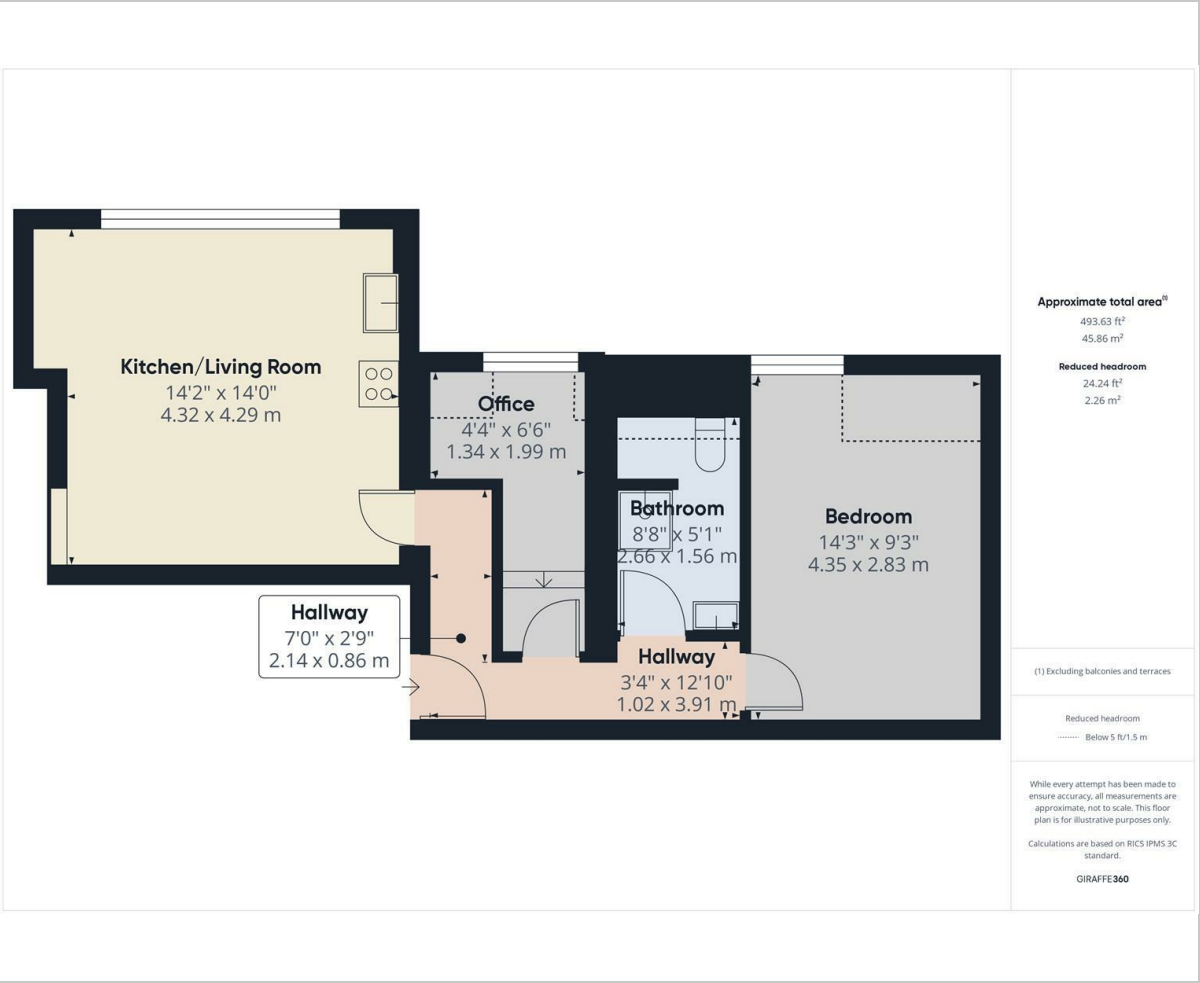 Kitchen/Living Room
14'2" x 14'0"
4.32 x 4.29 m
Office
4'4" x 6'6"
1.34 x 1.99 m
Bathroom
8'8" x 5'1"
2.66 x 1.56 m
Bedroom
14'3" x 9'3"
4.35 x 2.83 m
Hallway
7'0" x 2'9"
2.14 x 0.86 m
Hallway
3'4" x 12'10"
1.02 x 3.91 m
Approximate total area(1)
493.63 ft²
45.86 m²
Reduced headroom
24.24 ft²
2.26 m²
(1) Excluding balconies and terraces
Reduced headroom
Below 5 ft/1.5 m
While every attempt has been made to
ensure accuracy, all measurements are
approximate, not to scale. This floor
plan is for illustrative purposes only.
Calculations are based on RICS IPMS 3C
standard.
GIRAFFE360